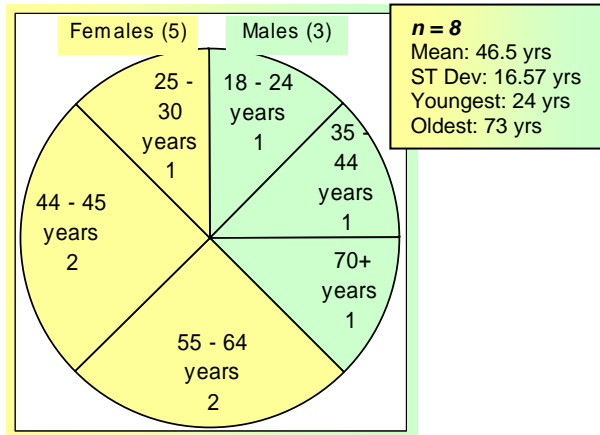 Females (5)
Males (3)
n = 8
Mean: 46.5 yrs
ST Dev: 16.57 yrs
Youngest: 24 yrs
Oldest: 73 yrs
25 -
30
years
1
18 - 24
years
1
35 -
44
years
1
44 - 45
years
2
70+
years
1
55 - 64
years
2